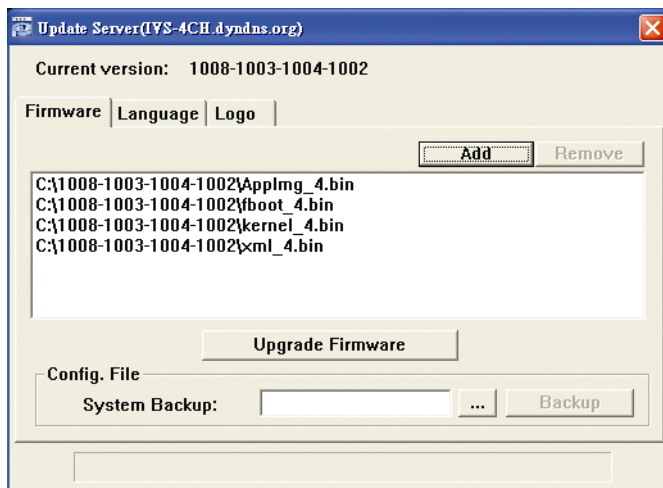 Update Server(IVS-4CH.dyndns.org)
Current version: 1008-1003-1004-1002
Firmware Language Logo
Add Remove
C:\1008-1003-1004-1002\AppImg_4.bin
C:\1008-1003-1004-1002\fboot_4.bin
C:\1008-1003-1004-1002\kernel_4.bin
C:\1008-1003-1004-1002\xml_4.bin
Upgrade Firmware
Config. File
System Backup: ... Backup